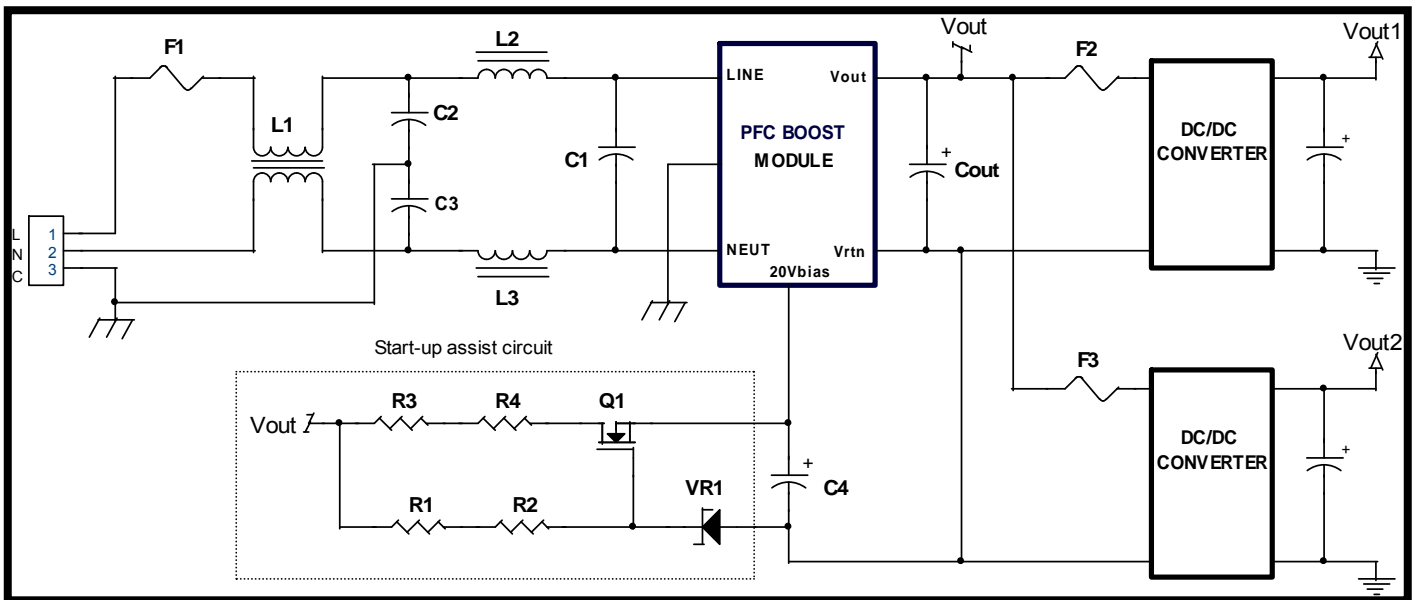 F1
L1
L2
C2
C3
C1
L3
L 1
N 2
C 3
LINE
Vout
PFC BOOST
MODULE
NEUT
Vrtn
20Vbias
Vout
+
Cout
F2
DC/DC
CONVERTER
Vout1
+
F3
DC/DC
CONVERTER
Vout2
+
Start-up assist circuit
Vout
R3
R4
Q1
R1
R2
VR1
+
C4